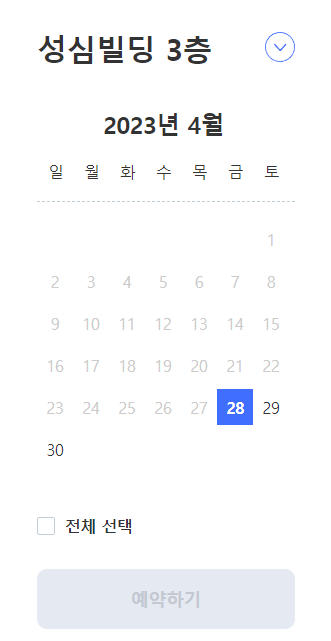 성심빌딩 3층
2023년 4월
일 월 화 수 목 금 토
1
2 3 4 5 6 7 8
9 10 11 12 13 14 15
16 17 18 19 20 21 22
23 24 25 26 27 28 29
30
전체 선택
예약하기